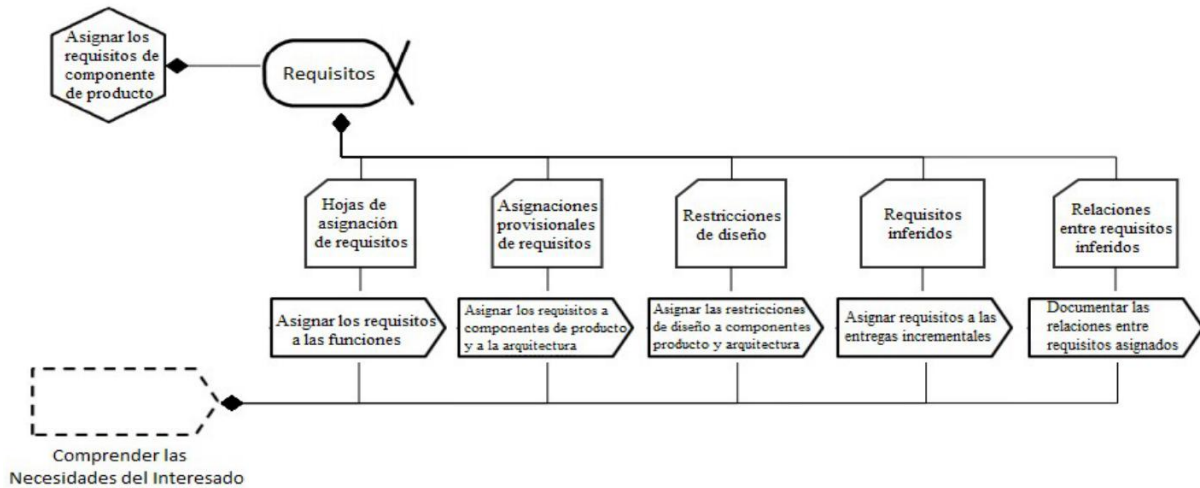 Asignar los
requisitos de
componente
de producto
Requisitos
Hojas de
asignación
de requisitos
Asignaciones
provisionales
de requisitos
Restricciones
de diseño
Requisitos
inferidos
Relaciones
entre requisitos
inferidos
Asignar los requisitos
a las funciones
Asignar los requisitos a
componentes de producto
y a la arquitectura
Asignar las restricciones
de diseño a componentes
producto y arquitectura
Asignar requisitos a las
entregas incrementales
Documentar las
relaciones entre
requisitos asignados
Comprender las
Necesidades del Interesado